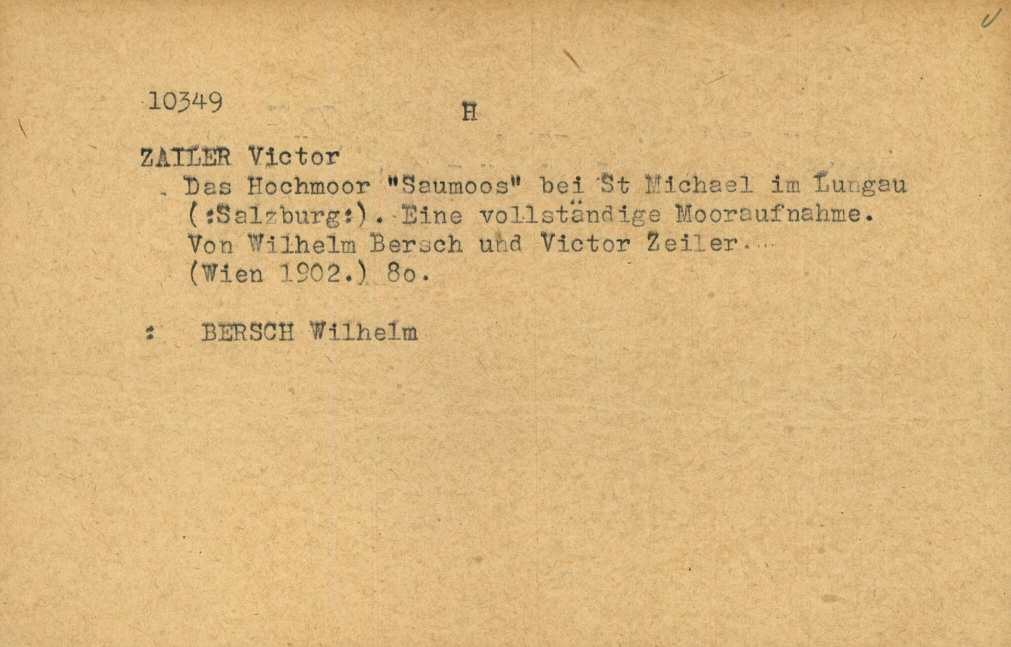 10349
H
ZAILER Victor
Das Hochmoor "Saumoos" bei St Michael im Lungau
(:Salzburg:). Eine vollständige Mooraufnahme.
Von Wilhelm Bersch und Victor Zeiler.
(Wien 1902.) 8o.
: BERSCH Wilhelm